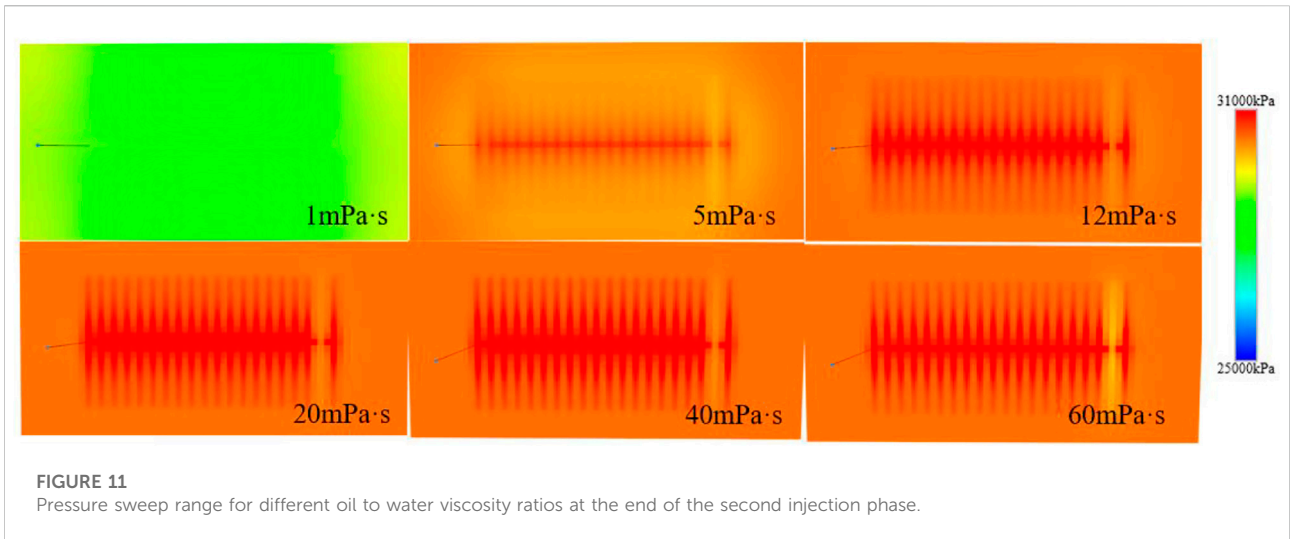 1mPa·s
5mPa·s
12mPa·s
31000kPa
25000kPa
20mPa·s
40mPa·s
60mPa·s
FIGURE 11
Pressure sweep range for different oil to water viscosity ratios at the end of the second injection phase.